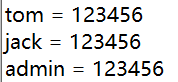 tom = 123456
jack = 123456
admin = 123456